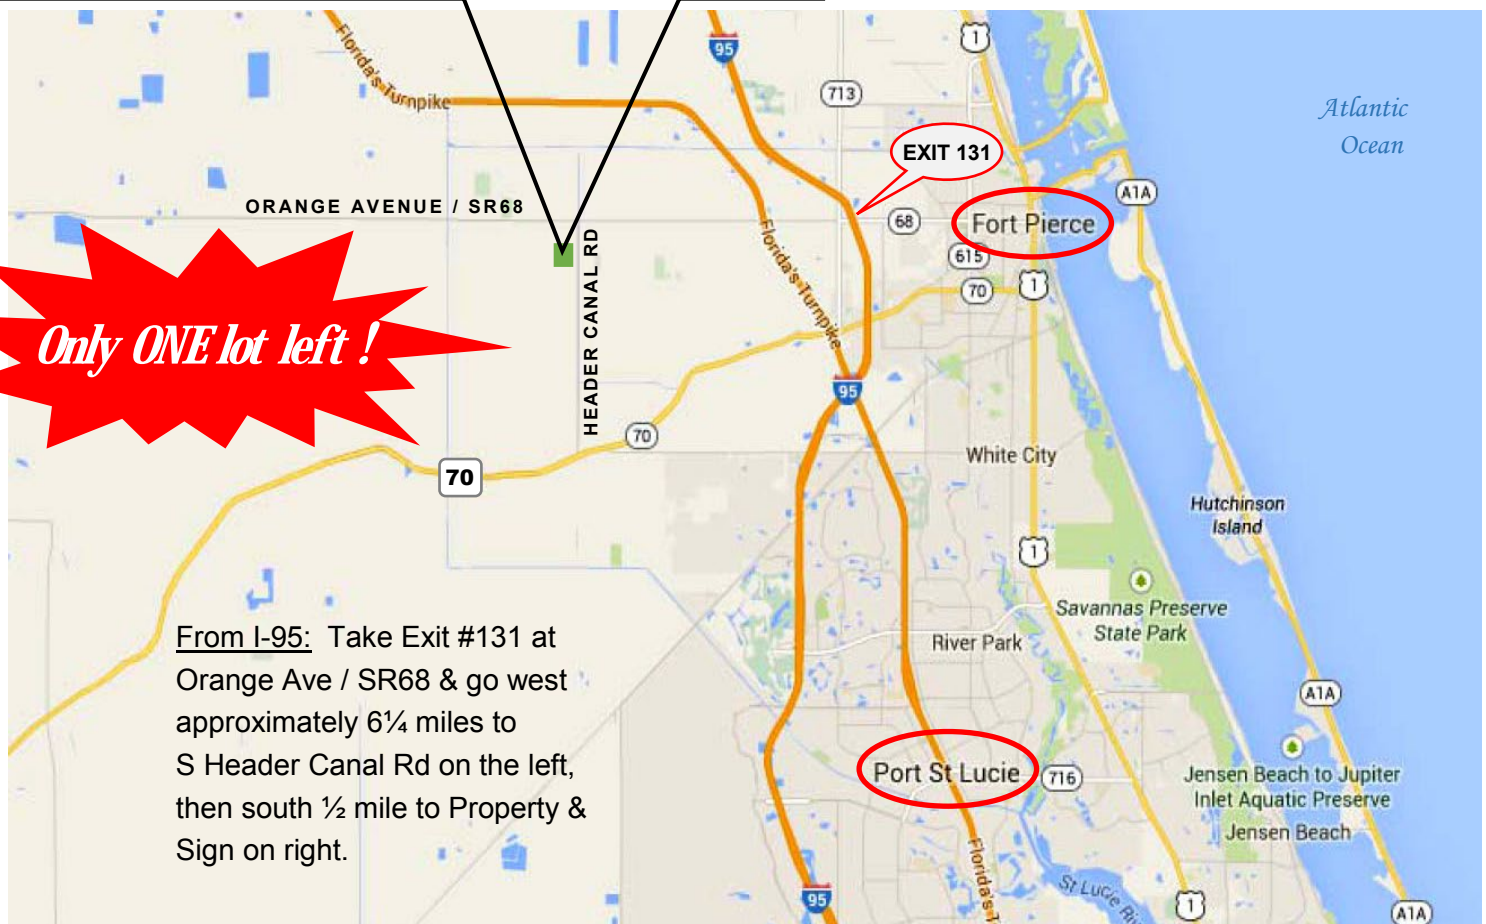 Florida's Turnpike
95
1
713
Atlantic
Ocean
EXIT 131
A1A
ORANGE AVENUE / SR68
68
Fort Pierce
HEADER CANAL RD
Florida's Turnpike
615
70
1
Only ONE lot left !
95
70
70
White City
Hutchinson
Island
1
Savannas Preserve
State Park
From I-95: Take Exit #131 at
Orange Ave / SR68 & go west
approximately 6¼ miles to
S Header Canal Rd on the left,
then south ½ mile to Property &
Sign on right.
River Park
A1A
Port St Lucie
716
Jensen Beach to Jupiter
Inlet Aquatic Preserve
Jensen Beach
Florida's T
St Lucie Ri
95
1
A1A